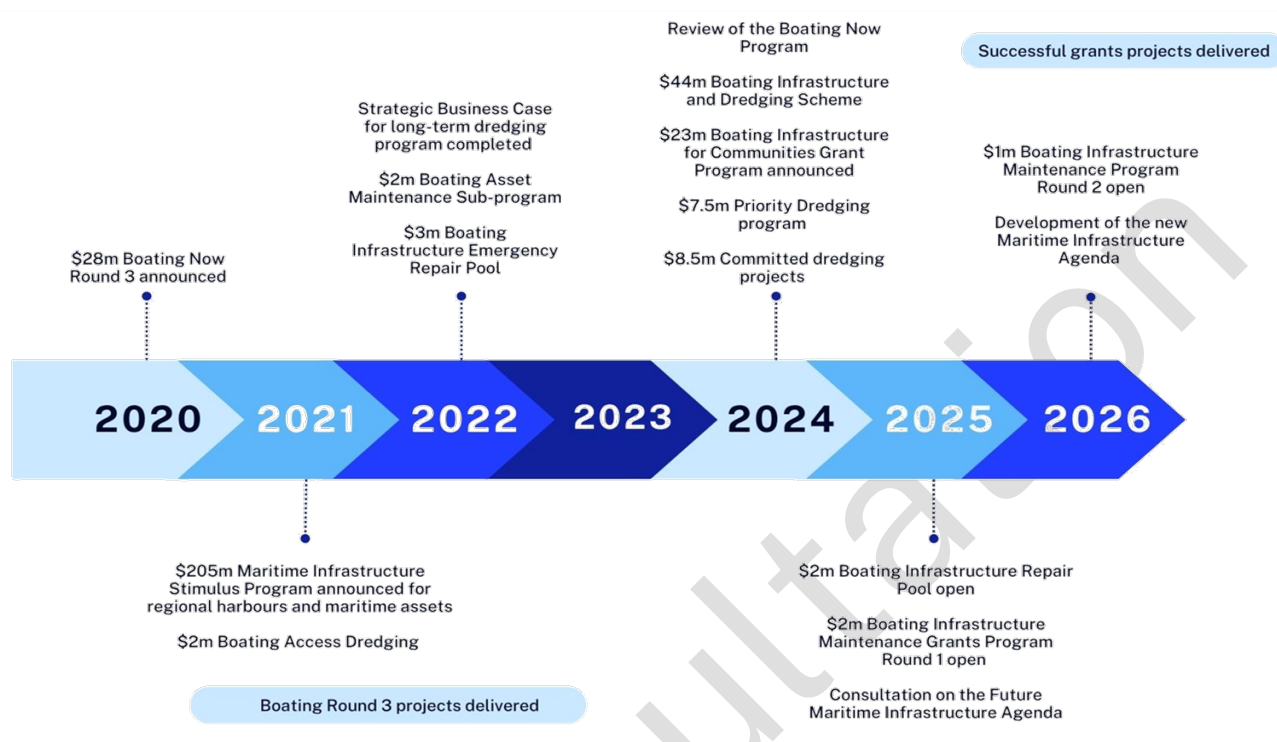 Review of the Boating Now
Program
$44m Boating Infrastructure
and Dredging Scheme
$23m Boating Infrastructure
for Communities Grant
Program announced
$7.5m Priority Dredging
program
$8.5m Committed dredging
projects
Successful grants projects delivered
Strategic Business Case
for long-term dredging
program completed
$2m Boating Asset
Maintenance Sub-program
$3m Boating
Infrastructure Emergency
Repair Pool
$1m Boating Infrastructure
Maintenance Program
Round 2 open
Development of the new
Maritime Infrastructure
Agenda
$28m Boating Now
Round 3 announced
2020
2021
2022
2023
2024
2025
2026
$205m Maritime Infrastructure
Stimulus Program announced for
regional harbours and maritime assets
$2m Boating Access Dredging
Boating Round 3 projects delivered
$2m Boating Infrastructure Repair
Pool open
$2m Boating Infrastructure
Maintenance Grants Program
Round 1 open
Consultation on the Future
Maritime Infrastructure Agenda
ultation